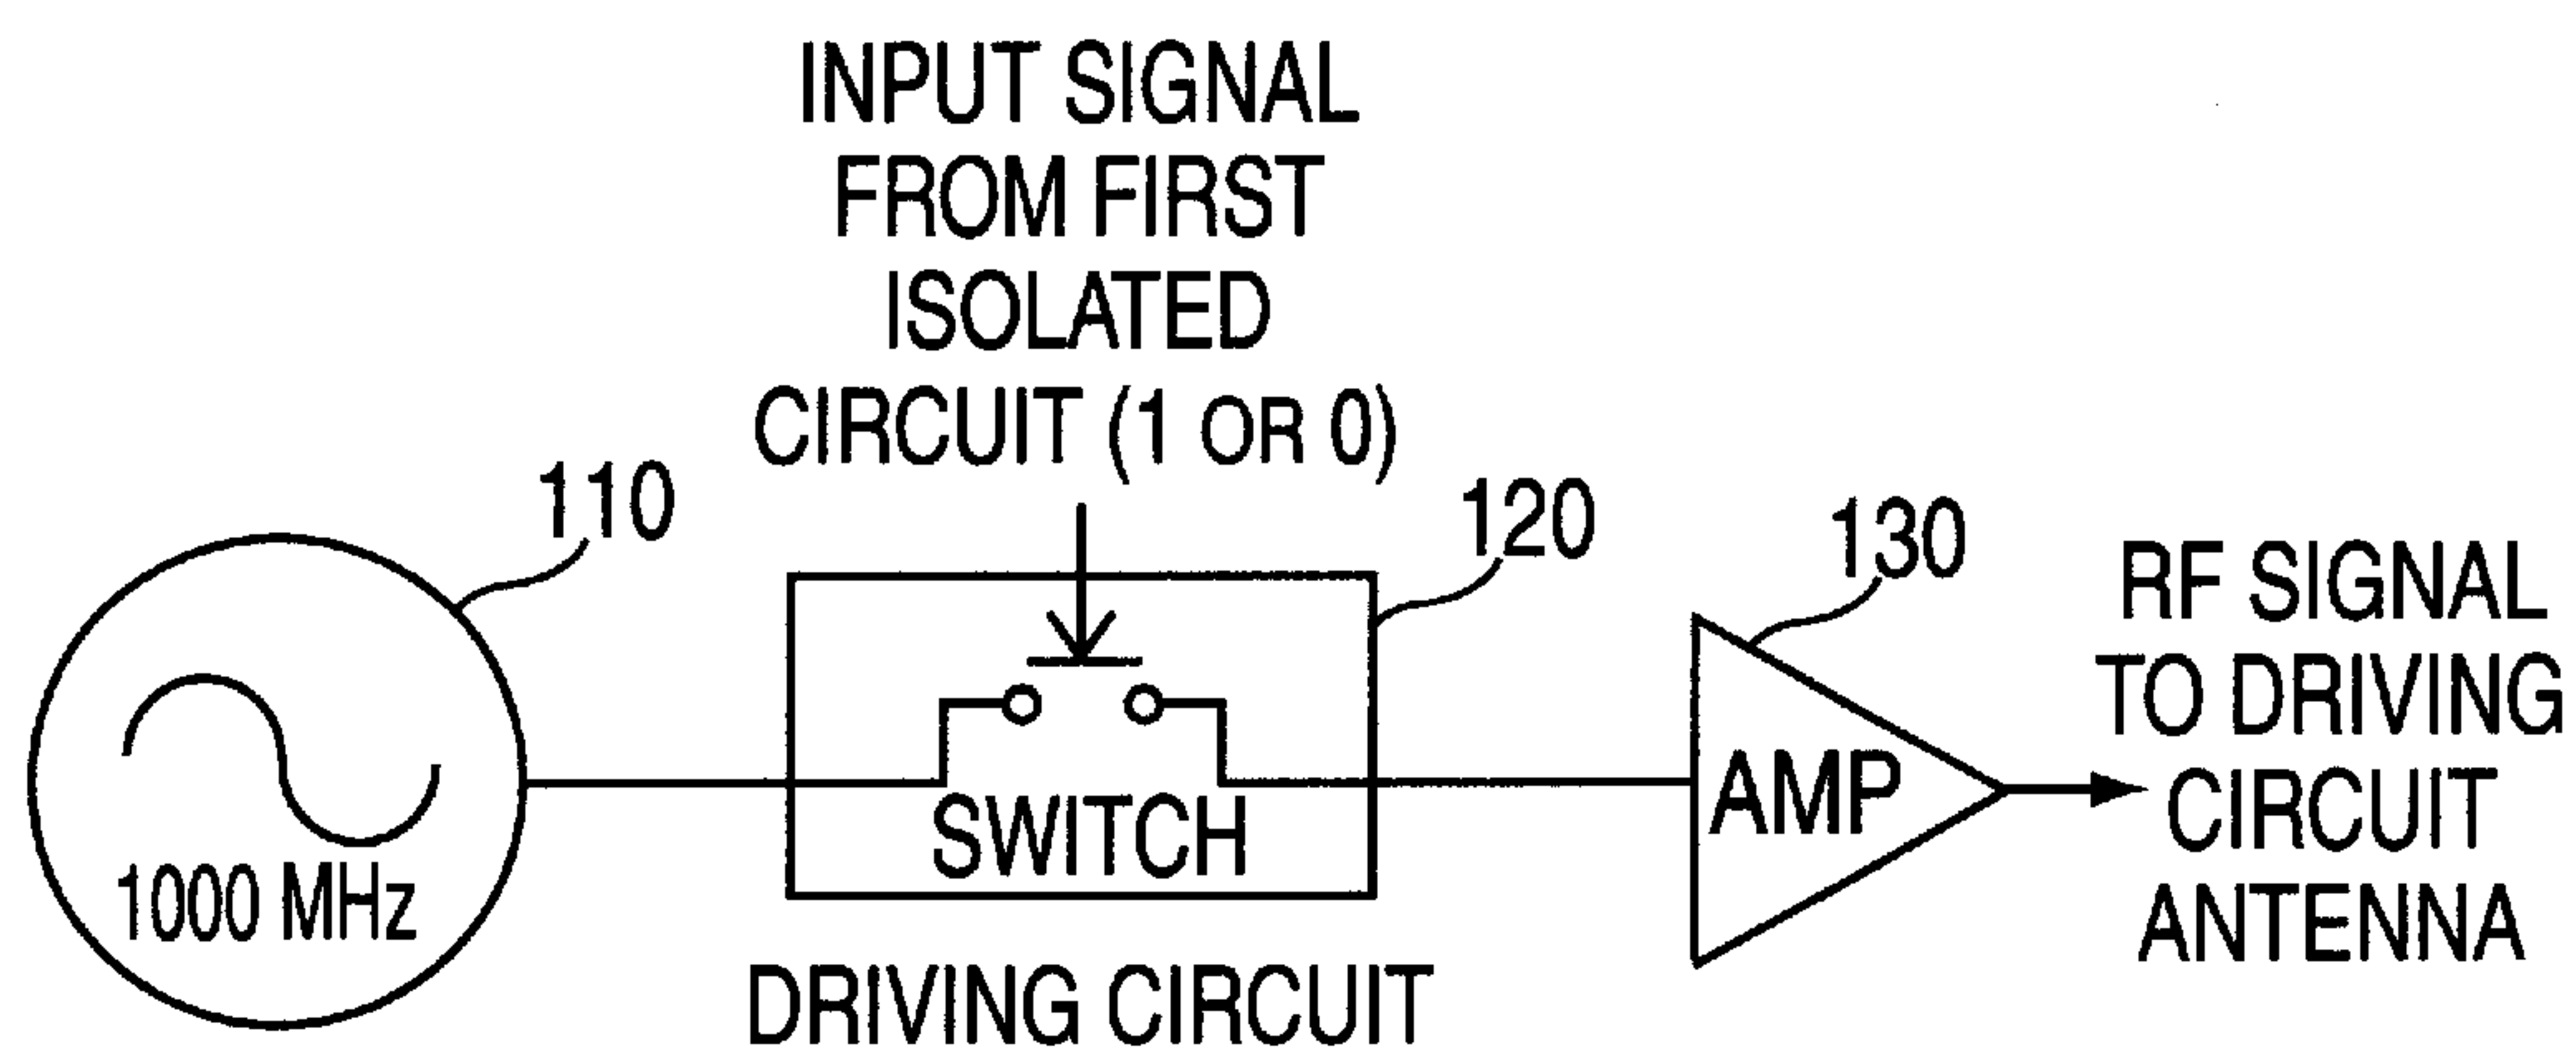 INPUT SIGNAL
FROM FIRST
ISOLATED
CIRCUIT (1 OR 0)
110
120
130
1000 MHz
SWITCH
AMP
RF SIGNAL
TO DRIVING
CIRCUIT
ANTENNA
DRIVING CIRCUIT